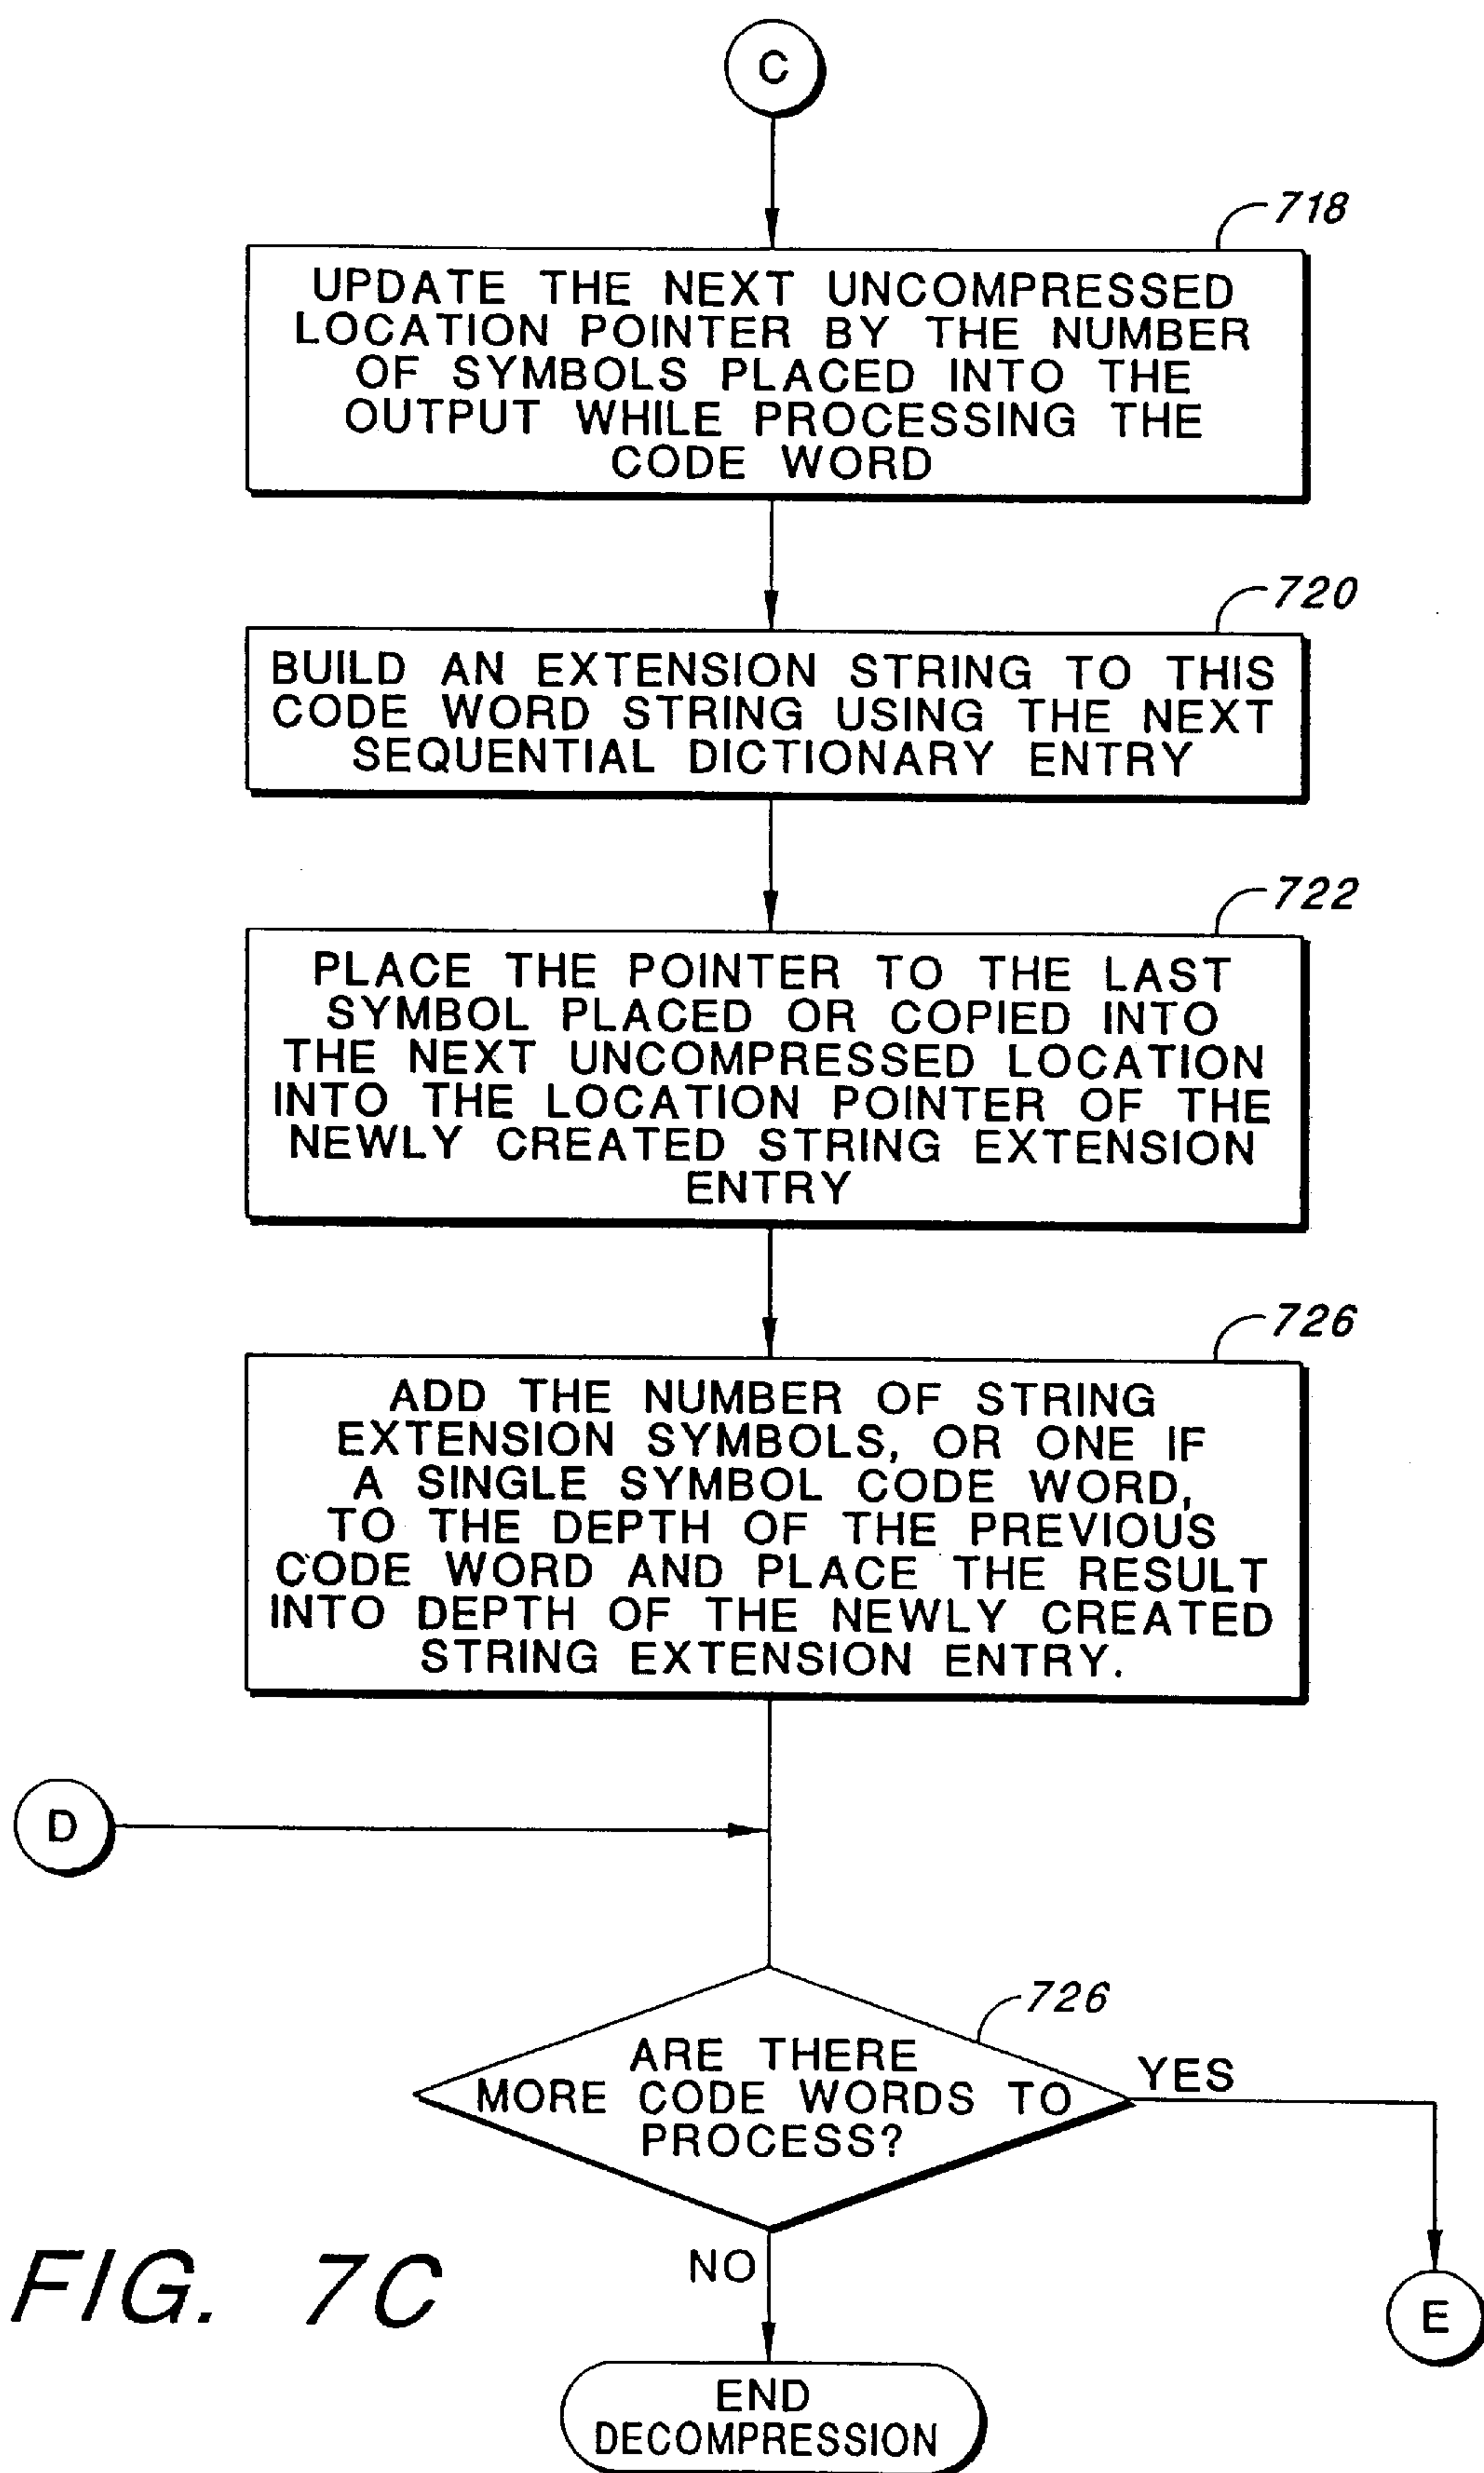 C
718
UPDATE THE NEXT UNCOMPRESSED
LOCATION POINTER BY THE NUMBER
OF SYMBOLS PLACED INTO THE
OUTPUT WHILE PROCESSING THE
CODE WORD
720
BUILD AN EXTENSION STRING TO THIS
CODE WORD STRING USING THE NEXT
SEQUENTIAL DICTIONARY ENTRY
722
PLACE THE POINTER TO THE LAST
SYMBOL PLACED OR COPIED INTO
THE NEXT UNCOMPRESSED LOCATION
INTO THE LOCATION POINTER OF THE
NEWLY CREATED STRING EXTENSION
ENTRY
726
ADD THE NUMBER OF STRING
EXTENSION SYMBOLS, OR ONE IF
A SINGLE SYMBOL CODE WORD,
TO THE DEPTH OF THE PREVIOUS
CODE WORD AND PLACE THE RESULT
INTO DEPTH OF THE NEWLY CREATED
STRING EXTENSION ENTRY.
D
726
ARE THERE
MORE CODE WORDS TO
PROCESS?
YES
NO
E
FIG. 7C
END
DECOMPRESSION